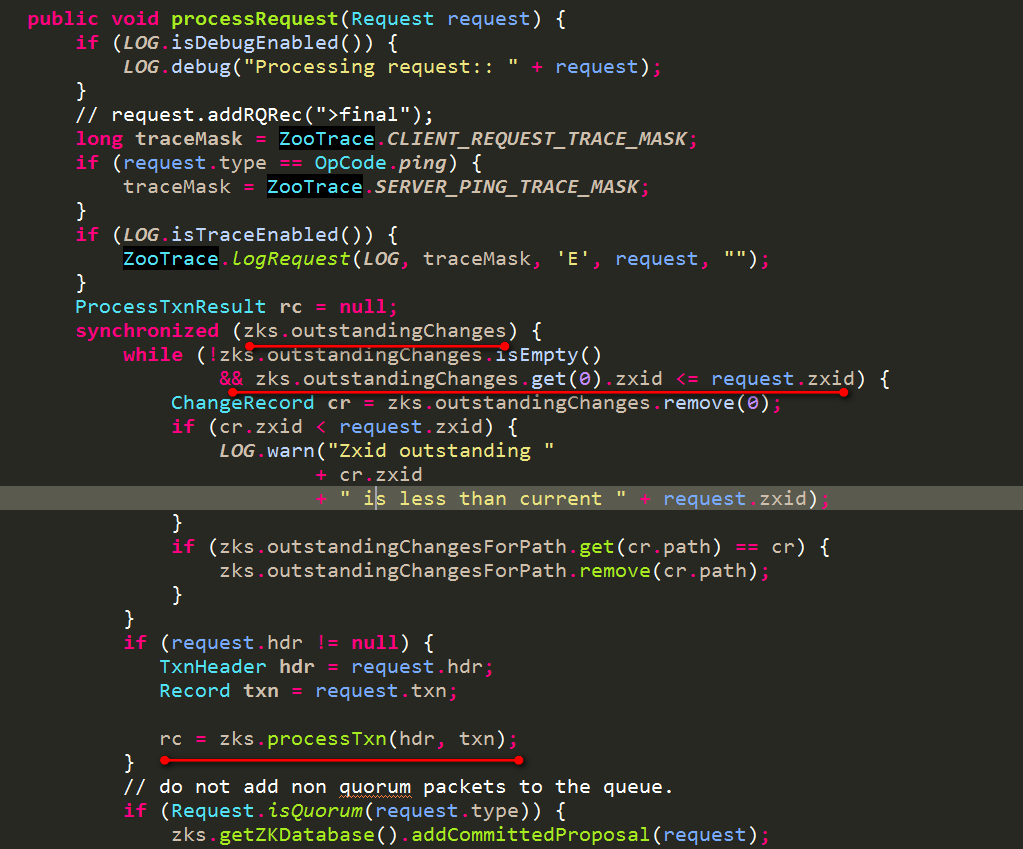 public void processRequest(Request request) {
if (LOG.isDebugEnabled()) {
LOG.debug("Processing request:: " + request);
}
// request.addRQRec(">final");
long traceMask = ZooTrace.CLIENT_REQUEST_TRACE_MASK;
if (request.type == OpCode.ping) {
traceMask = ZooTrace.SERVER_PING_TRACE_MASK;
}
if (LOG.isTraceEnabled()) {
ZooTrace.logRequest(LOG, traceMask, 'E', request, "");
}
ProcessTxnResult rc = null;
synchronized (zks.outstandingChanges) {
while (!zks.outstandingChanges.isEmpty()
&& zks.outstandingChanges.get(0).zxid <= request.zxid) {
ChangeRecord cr = zks.outstandingChanges.remove(0);
if (cr.zxid < request.zxid) {
LOG.warn("Zxid outstanding "
+ cr.zxid
+ " is less than current " + request.zxid);
}
if (zks.outstandingChangesForPath.get(cr.path) == cr) {
zks.outstandingChangesForPath.remove(cr.path);
}
}
if (request.hdr != null) {
TxnHeader hdr = request.hdr;
Record txn = request.txn;
rc = zks.processTxn(hdr, txn);
}
// do not add non quorum packets to the queue.
if (Request.isQuorum(request.type)) {
zks.getZKDatabase().addCommittedProposal(request);